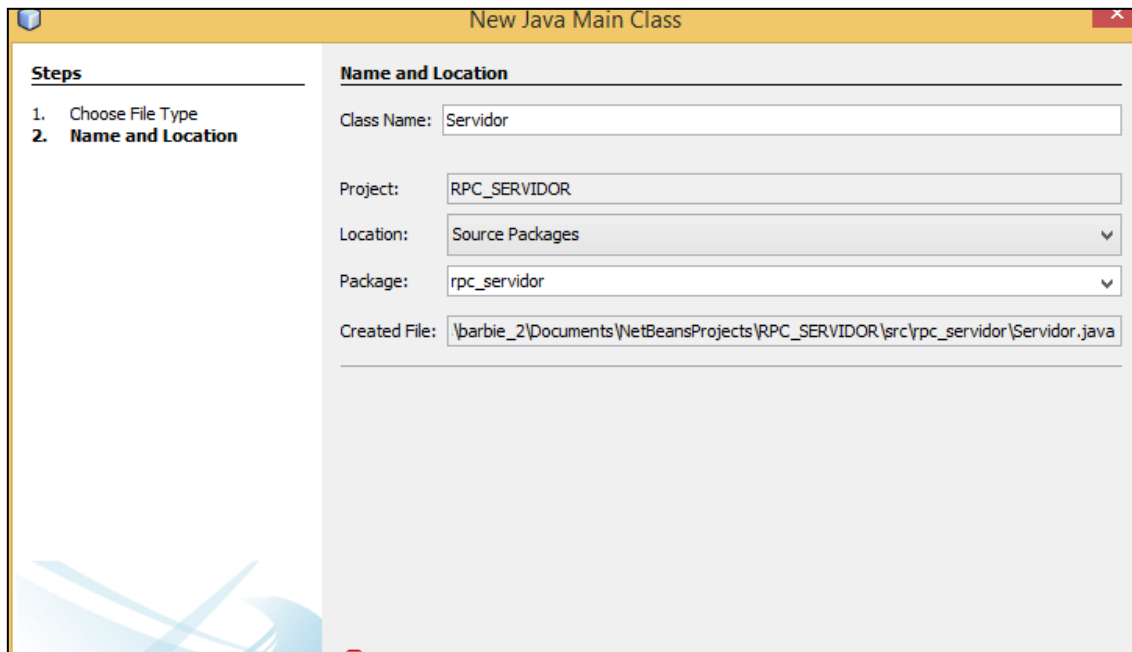 New Java Main Class
Steps
1. Choose File Type
2. Name and Location
Name and Location
Class Name: Servidor
Project: RPC_SERVIDOR
Location: Source Packages
Package: rpc_servidor
Created File: \barbie_2\Documents\NetBeansProjects\RPC_SERVIDOR\src\rpc_servidor\Servidor.java